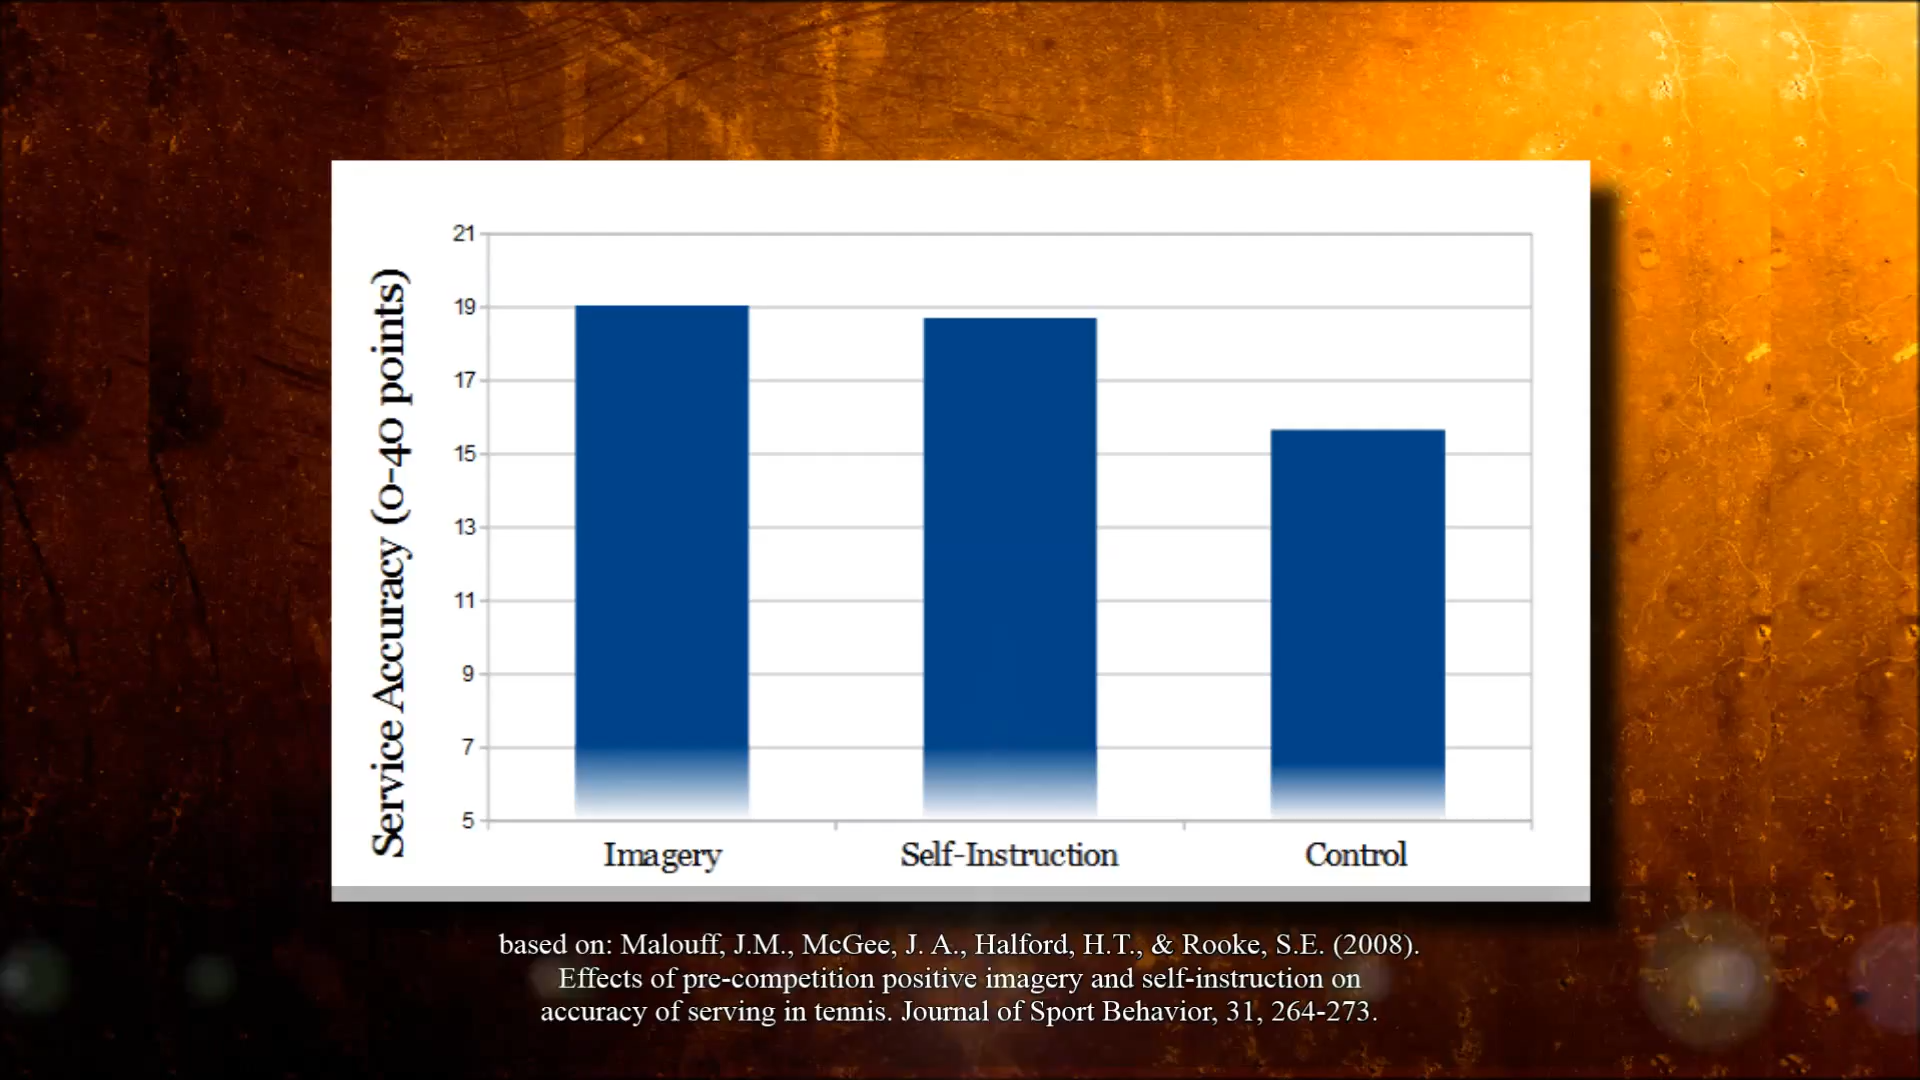 21
19
17
15
13
11
9
7
5
Service Accuracy (0-40 points)
Imagery
Self-Instruction
Control
based on: Malouff, J.M., McGee, J. A., Halford, H.T., & Rooke, S.E. (2008).
Effects of pre-competition positive imagery and self-instruction on
accuracy of serving in tennis. Journal of Sport Behavior, 31, 264-273.